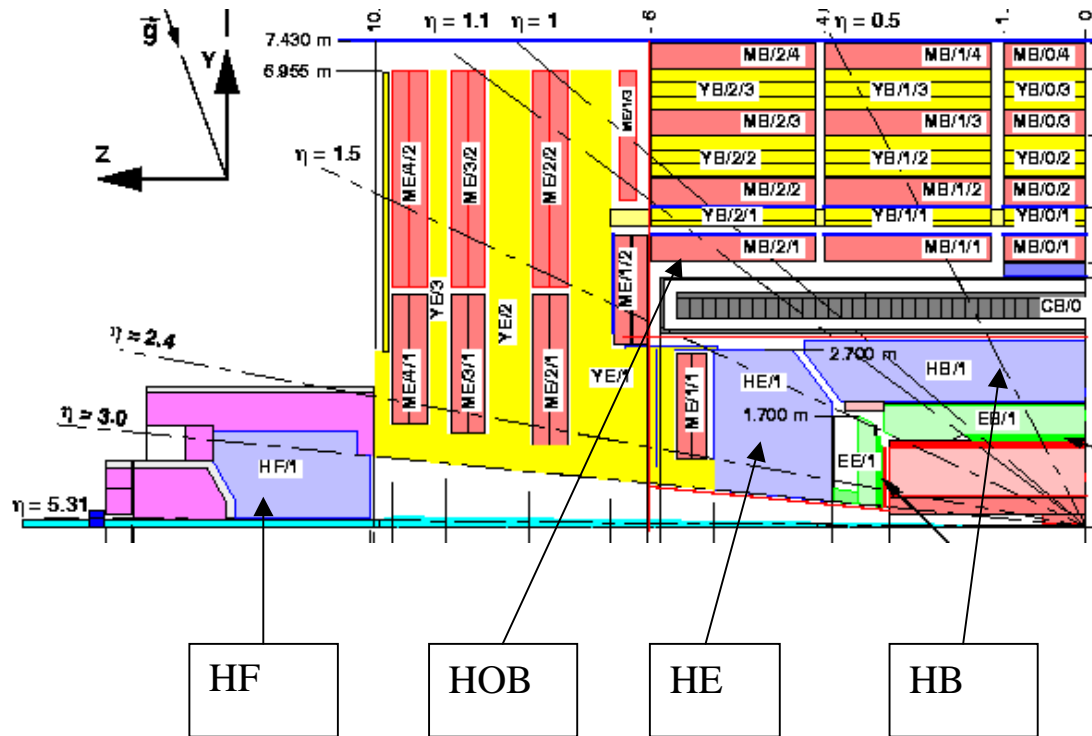 g
Y
Z
10.
η = 1.1
η = 1
6
4
η = 0.5
1.
0
7.430 m
6.955 m
MB/2/4
MB/1/4
MB/0/4
YB/2/3
YB/1/3
YB/0/3
ME/1/3
MB/2/3
MB/1/3
MB/0/3
η = 1.5
ME/4/2
ME/3/2
ME/2/2
YB/2/2
YB/1/2
YB/0/2
MB/2/2
MB/1/2
MB/0/2
YB/2/1
YB/1/1
YB/0/1
MB/2/1
MB/1/1
MB/0/1
ME/1/2
YE/3
YE/2
CB/0
η = 2.4
2.700 m
ME/4/1
ME/3/1
ME/2/1
YE/1
ME/1/1
HE/1
HB/1
1.700 m
EB/1
η = 3.0
HF/1
EE/1
η = 5.31
HF
HOB
HE
HB